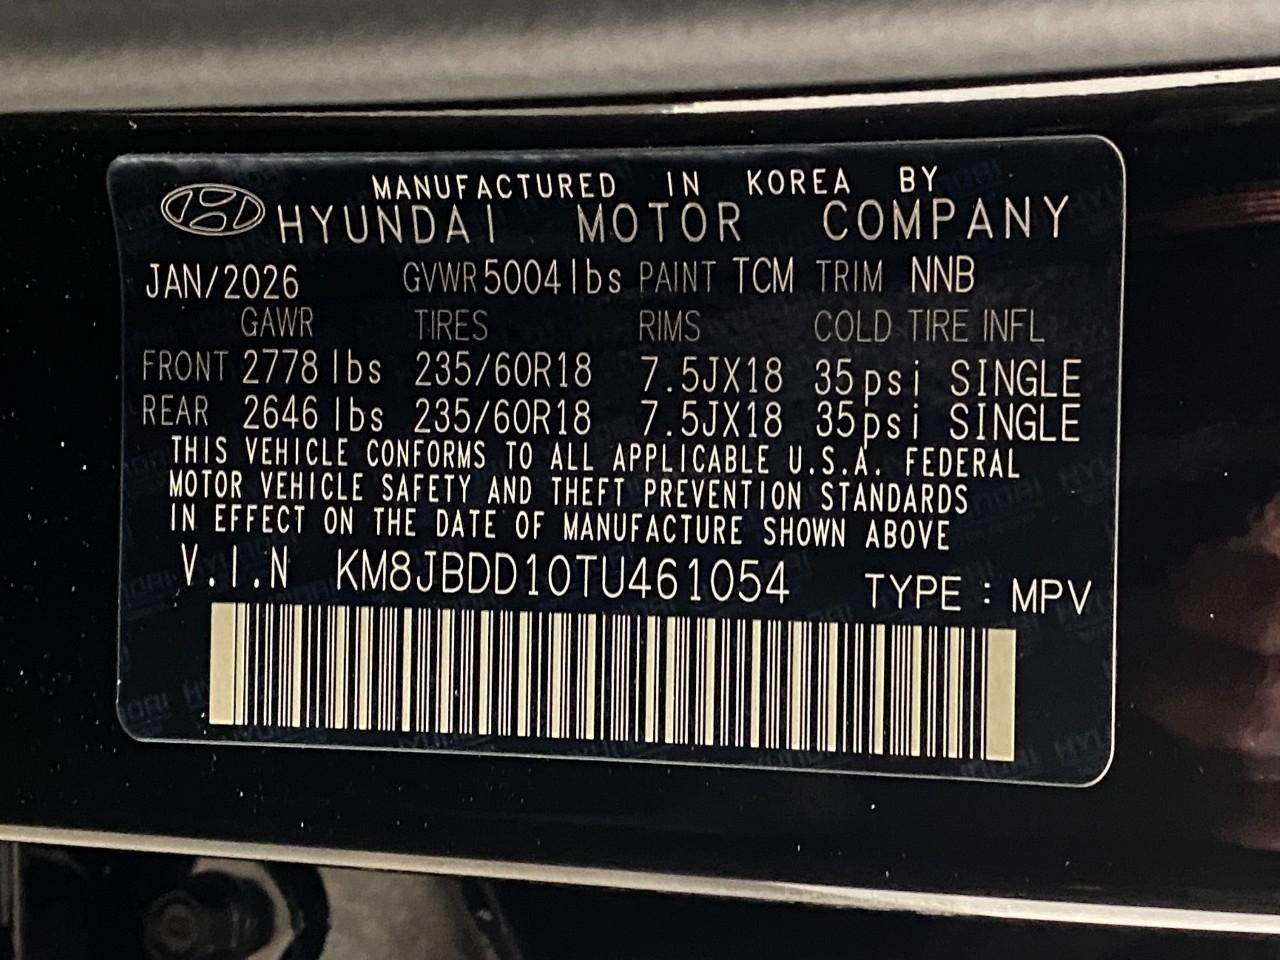 MANUFACTURED IN KOREA BY
HYUNDAI MOTOR COMPANY
JAN/2026 GVWR 5004 lbs PAINT TCM TRIM NNB
GAWR TIRES RIMS COLD TIRE INFL
FRONT 2778 lbs 235/60R18 7.5JX18 35psi SINGLE
REAR 2646 lbs 235/60R18 7.5JX18 35psi SINGLE
THIS VEHICLE CONFORMS TO ALL APPLICABLE U.S.A. FEDERAL
MOTOR VEHICLE SAFETY AND THEFT PREVENTION STANDARDS
IN EFFECT ON THE DATE OF MANUFACTURE SHOWN ABOVE
V.I.N KM8JBDD10TU461054 TYPE : MPV